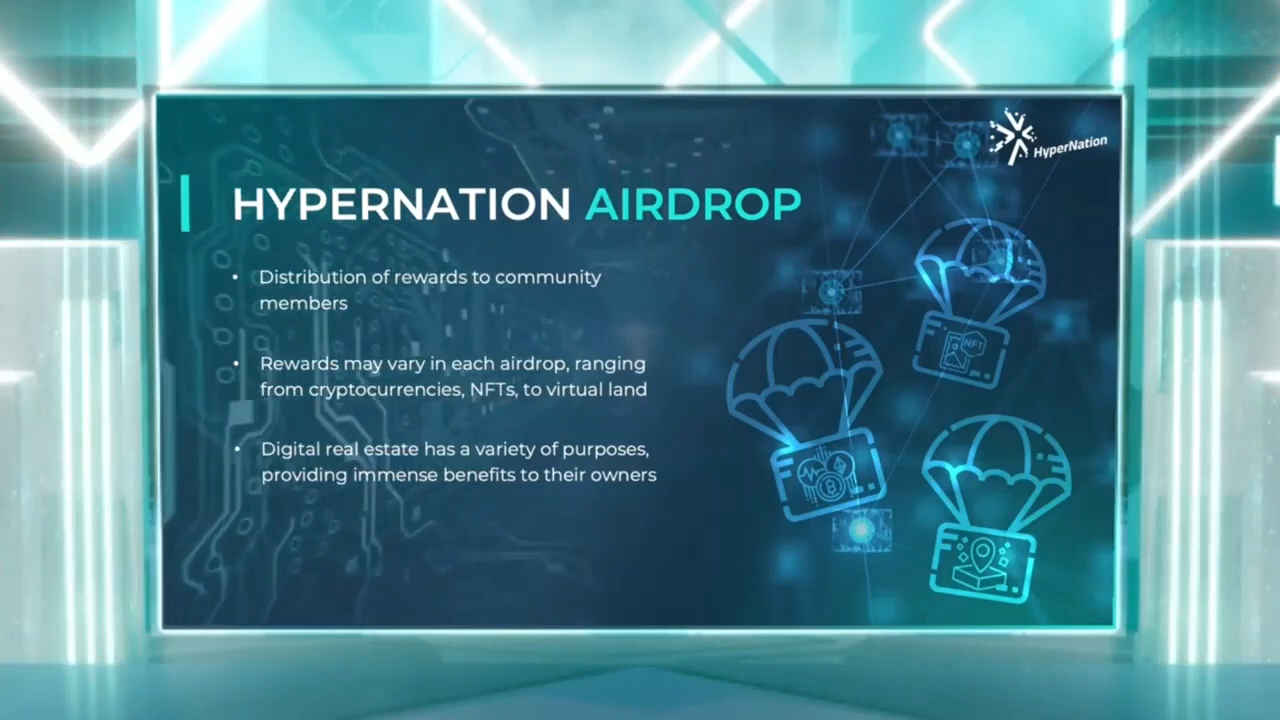 HyperNation
HYPERNATION AIRDROP
• Distribution of rewards to community
members
• Rewards may vary in each airdrop, ranging
from cryptocurrencies, NFTs, to virtual land
• Digital real estate has a variety of purposes,
providing immense benefits to their owners
NFT